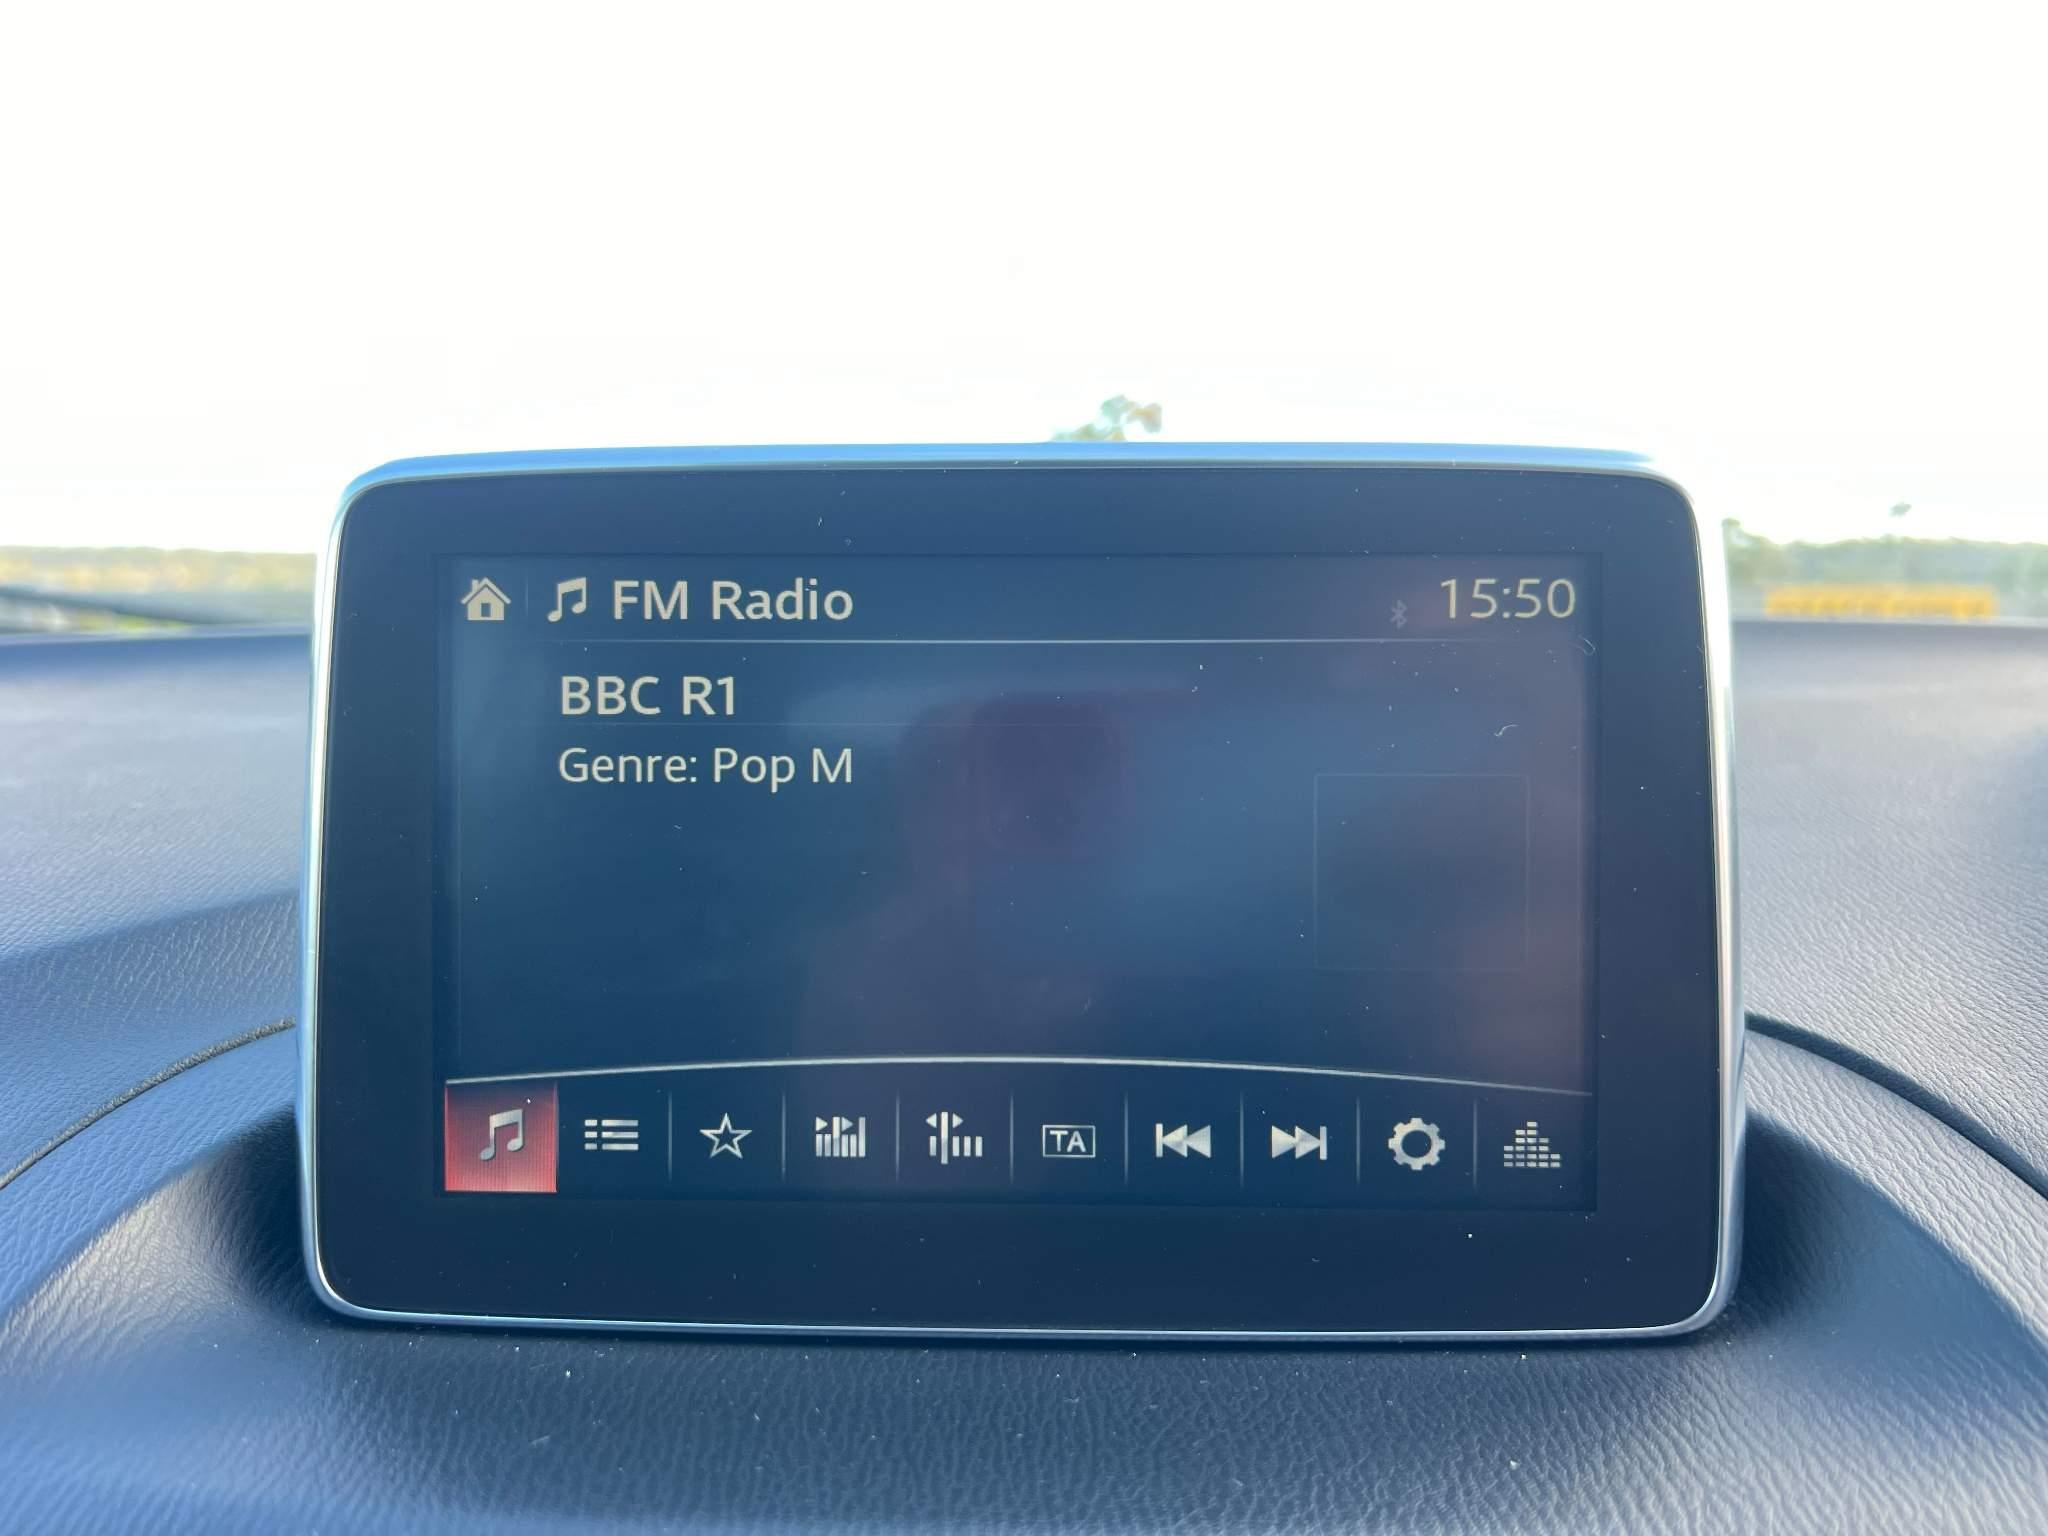 FM Radio
15:50
BBC R1
Genre: Pop M
TA